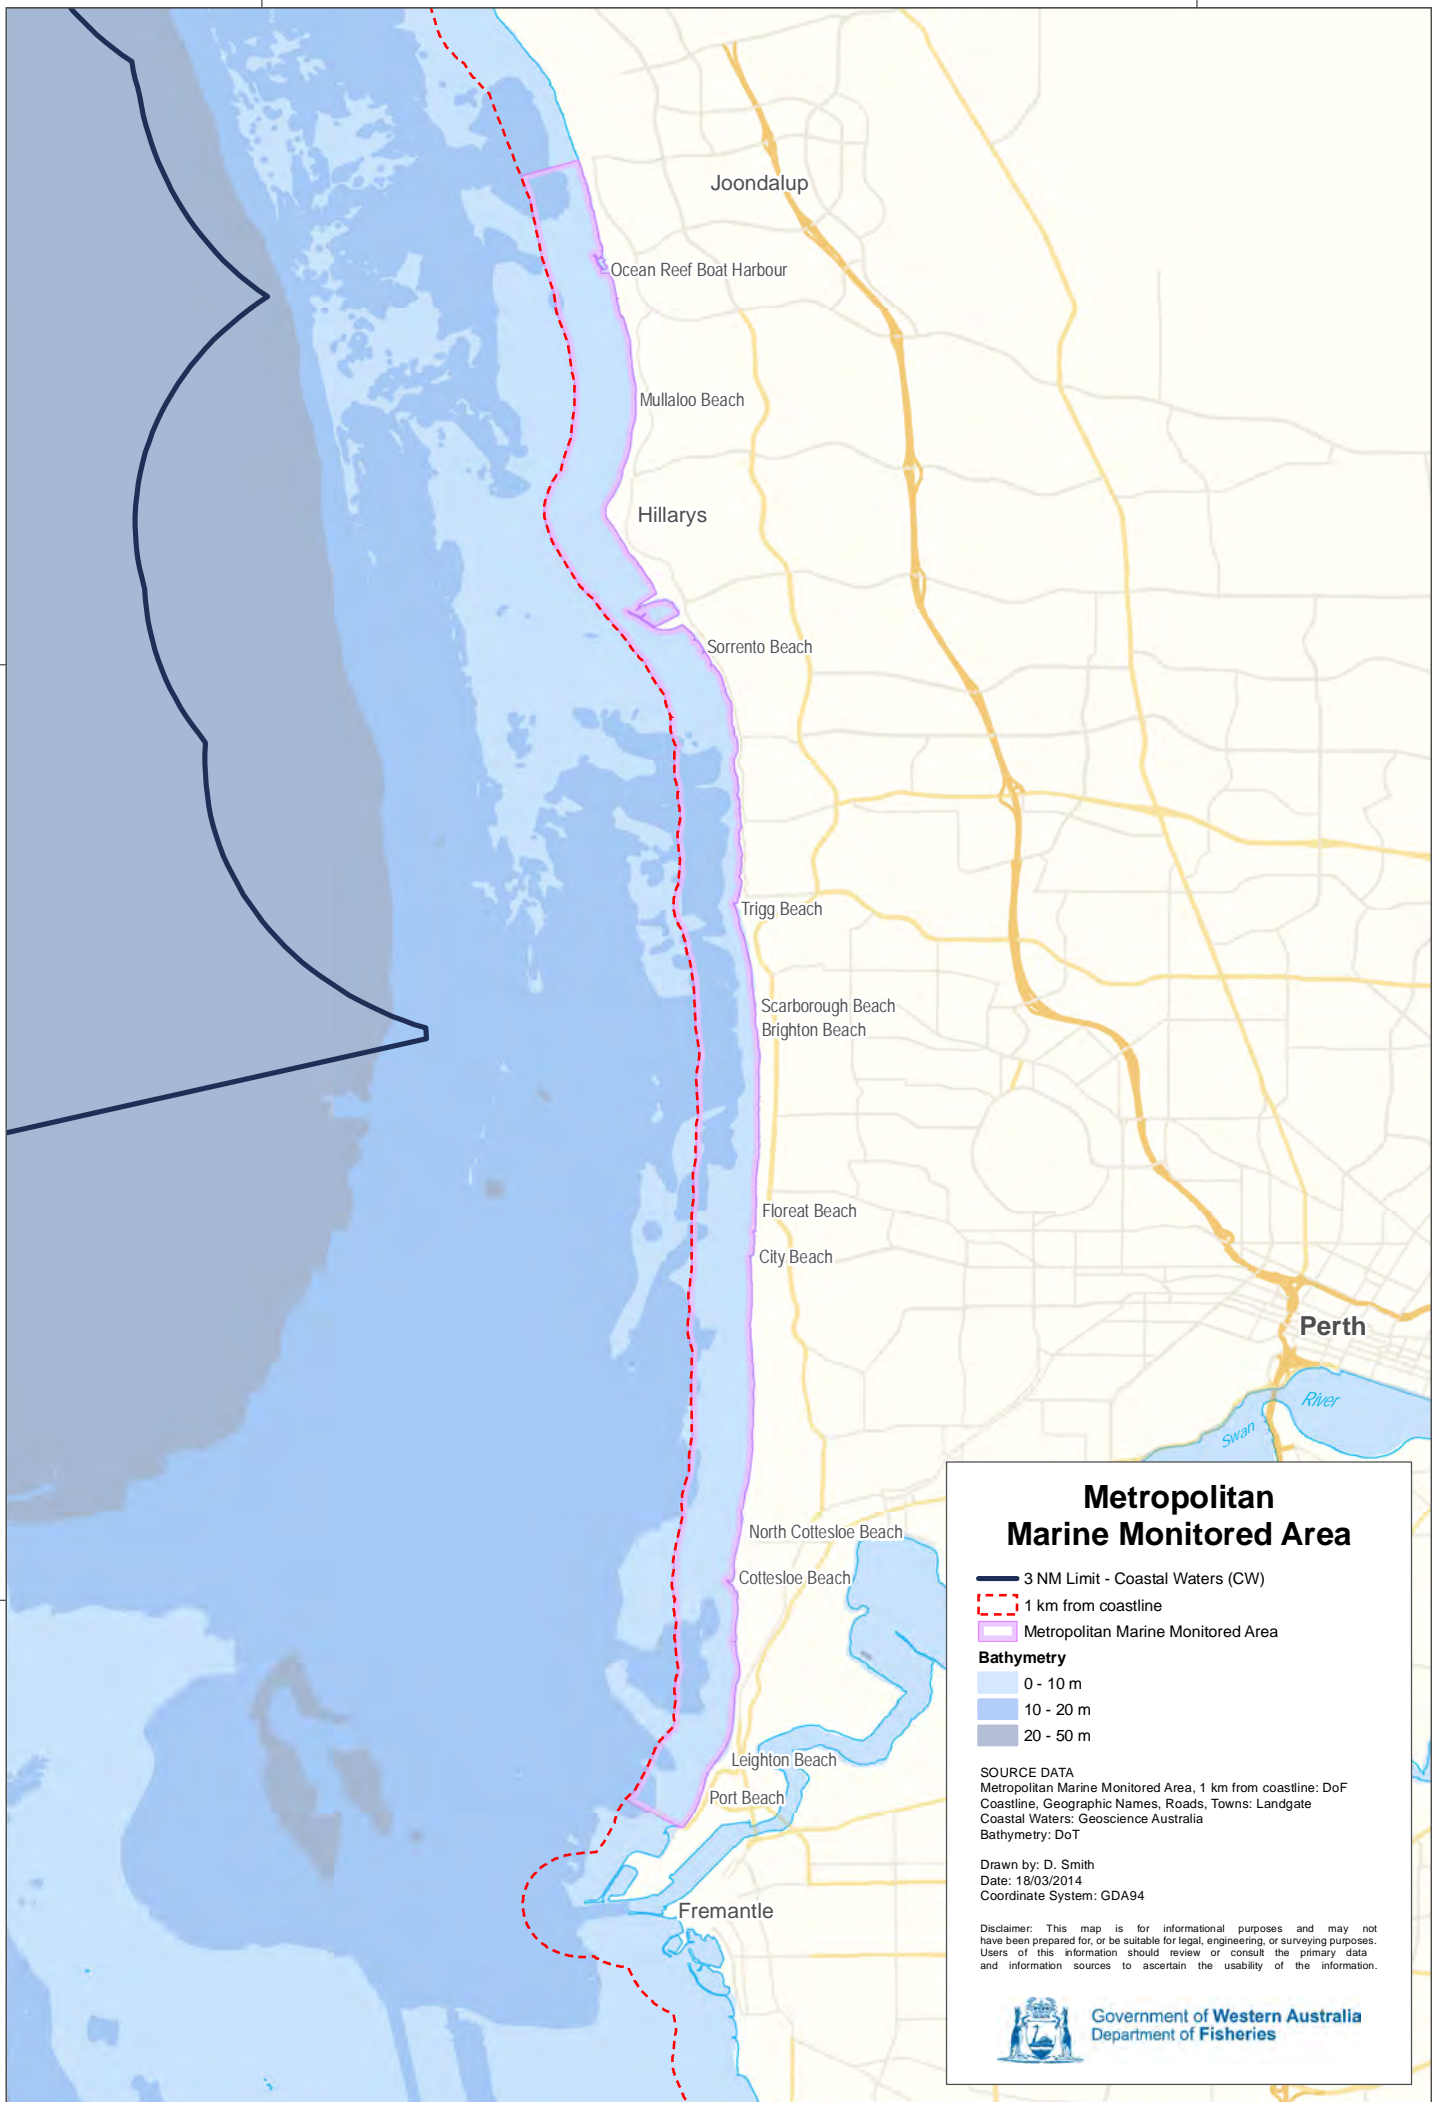 Joondalup
Ocean Reef Boat Harbour
Mullaloo Beach
Hillarys
Sorrento Beach
Trigg Beach
Scarborough Beach
Brighton Beach
Floreat Beach
City Beach
Perth
River
Swan
North Cottesloe Beach
Cottesloe Beach
Leighton Beach
Port Beach
Fremantle
Metropolitan
Marine Monitored Area
3 NM Limit - Coastal Waters (CW)
1 km from coastline
Metropolitan Marine Monitored Area
Bathymetry
0 - 10 m
10 - 20 m
20 - 50 m
SOURCE DATA
Metropolitan Marine Monitored Area, 1 km from coastline: DoF
Coastline, Geographic Names, Roads, Towns: Landgate
Coastal Waters: Geoscience Australia
Bathymetry: DoT
Drawn by: D. Smith
Date: 18/03/2014
Coordinate System: GDA94
Disclaimer: This map is for informational purposes and may not
have been prepared for, or be suitable for legal, engineering, or surveying purposes.
Users of this information should review or consult the primary data
and information sources to ascertain the usability of the information.
Government of Western Australia
Department of Fisheries